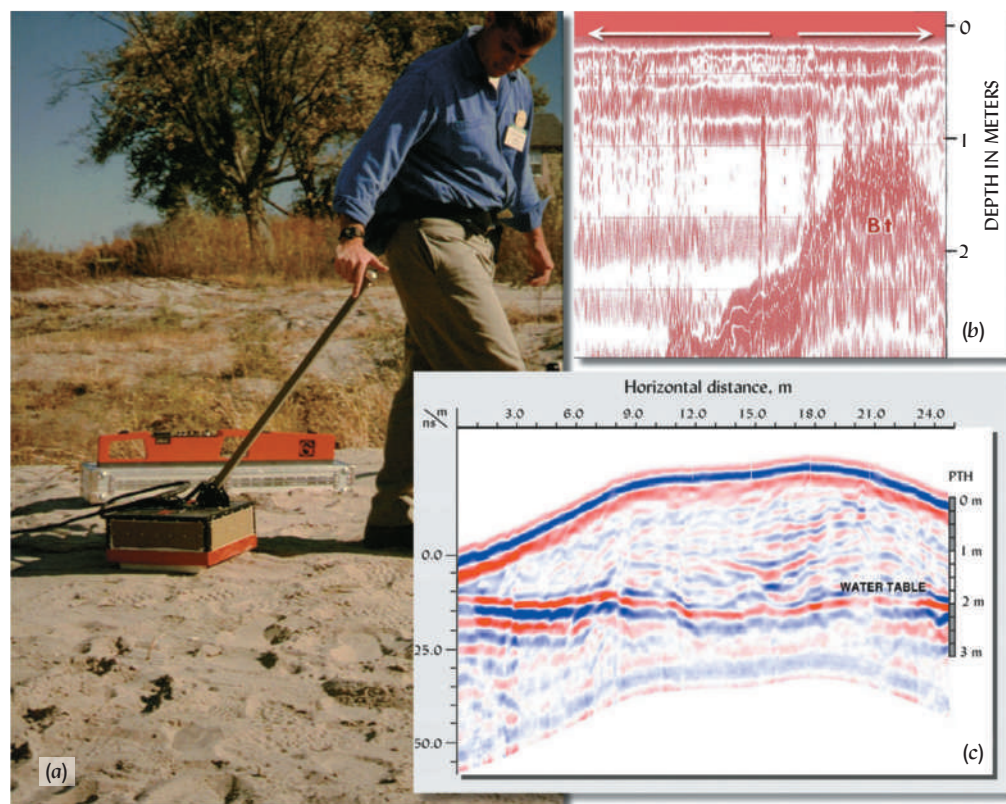 (a)
0
1
2
DEPTH IN METERS
Bt
(b)
Horizontal distance, m
3.0 6.0 9.0 12.0 15.0 18.0 21.0 24.0
m
ns/
0.0
25.0
50.0
PTH
0 m
1 m
2 m
3 m
WATER TABLE
(c)